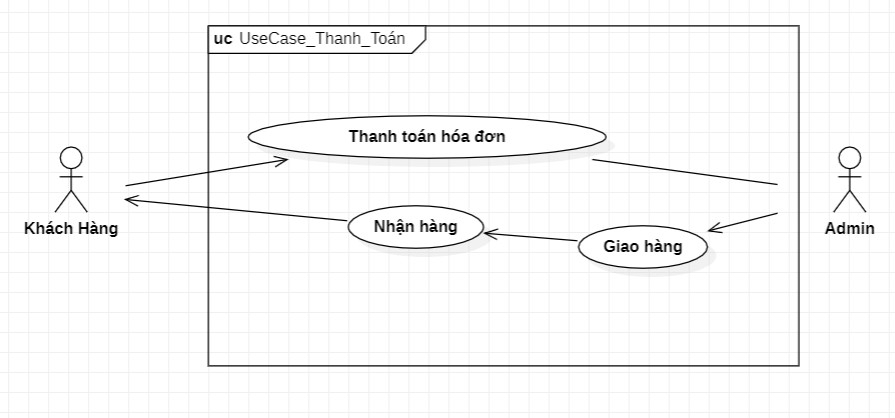 uc UseCase_Thanh_Toán
Thanh toán hóa đơn
Khách Hàng
Nhận hàng
Giao hàng
Admin